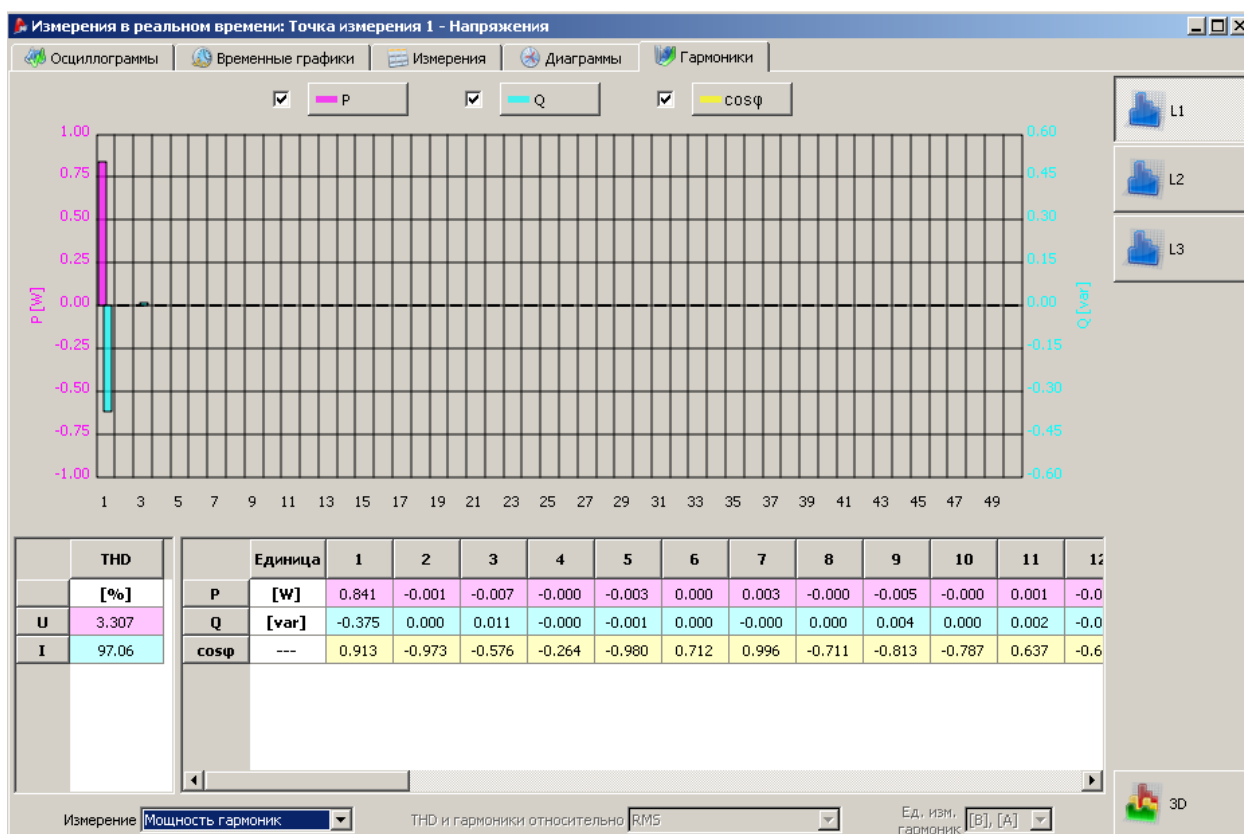 Измерения в реальном времени: Точка измерения 1 - Напряжения
Осциллограммы Временные графики Измерения Диаграммы Гармоники
P Q cosφ
L1
L2
L3
1.00 0.60
0.75 0.45
0.50 0.30
0.25 0.15
0.00 0.00
-0.25 -0.15
-0.50 -0.30
-0.75 -0.45
-1.00 -0.60
P [W]
Q [var]
1 3 5 7 9 11 13 15 17 19 21 23 25 27 29 31 33 35 37 39 41 43 45 47 49
THD Единица 1 2 3 4 5 6 7 8 9 10 11 12
[%] P [W] 0.841 -0.001 -0.007 -0.000 -0.003 0.000 0.003 -0.000 -0.005 -0.000 0.001 -0.0
U 3.307 Q [var] -0.375 0.000 0.011 -0.000 -0.001 0.000 -0.000 0.000 0.004 0.000 0.002 -0.0
I 97.06 cosφ --- 0.913 -0.973 -0.576 -0.264 -0.980 0.712 0.996 -0.711 -0.813 -0.787 0.637 -0.6
3D
Измерение Мощность гармоник THD и гармоники относительно RMS Ед. изм. гармоник [В], [А]